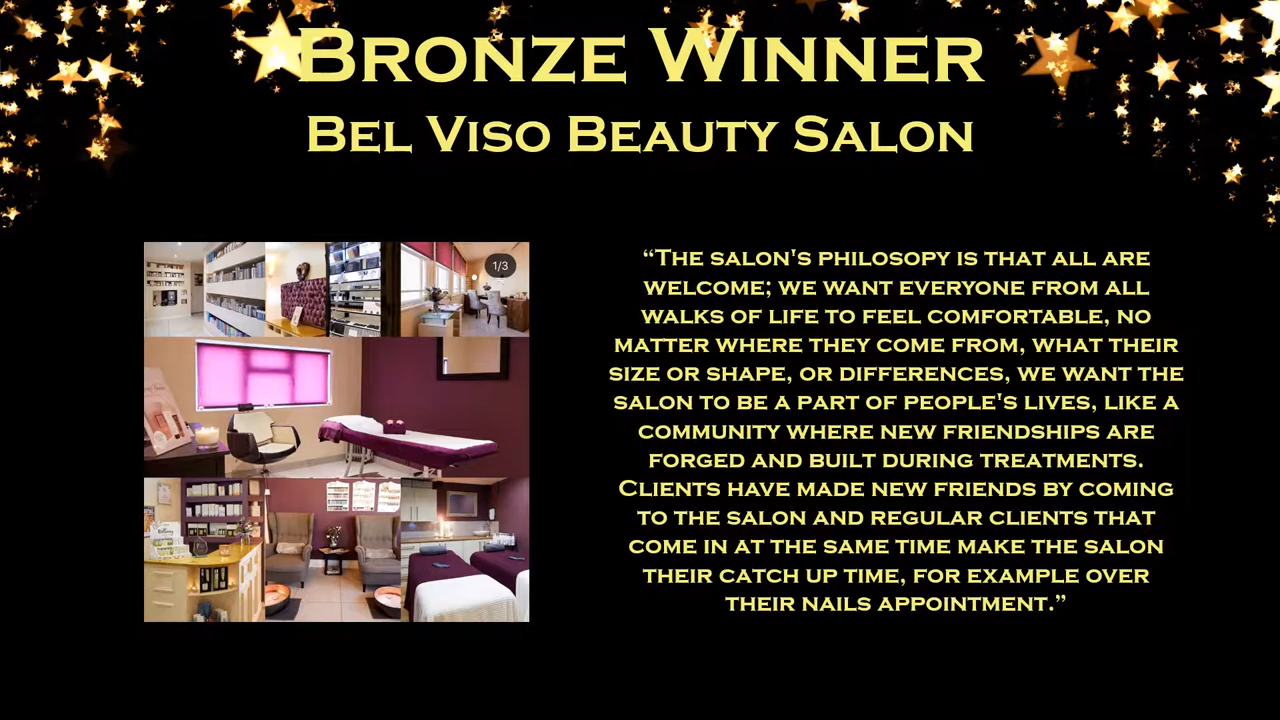 Bronze Winner
Bel Viso Beauty Salon
1/3
“The salon's philosopy is that all are
welcome; we want everyone from all
walks of life to feel comfortable, no
matter where they come from, what their
size or shape, or differences, we want the
salon to be a part of people's lives, like a
community where new friendships are
forged and built during treatments.
Clients have made new friends by coming
to the salon and regular clients that
come in at the same time make the salon
their catch up time, for example over
their nails appointment.”